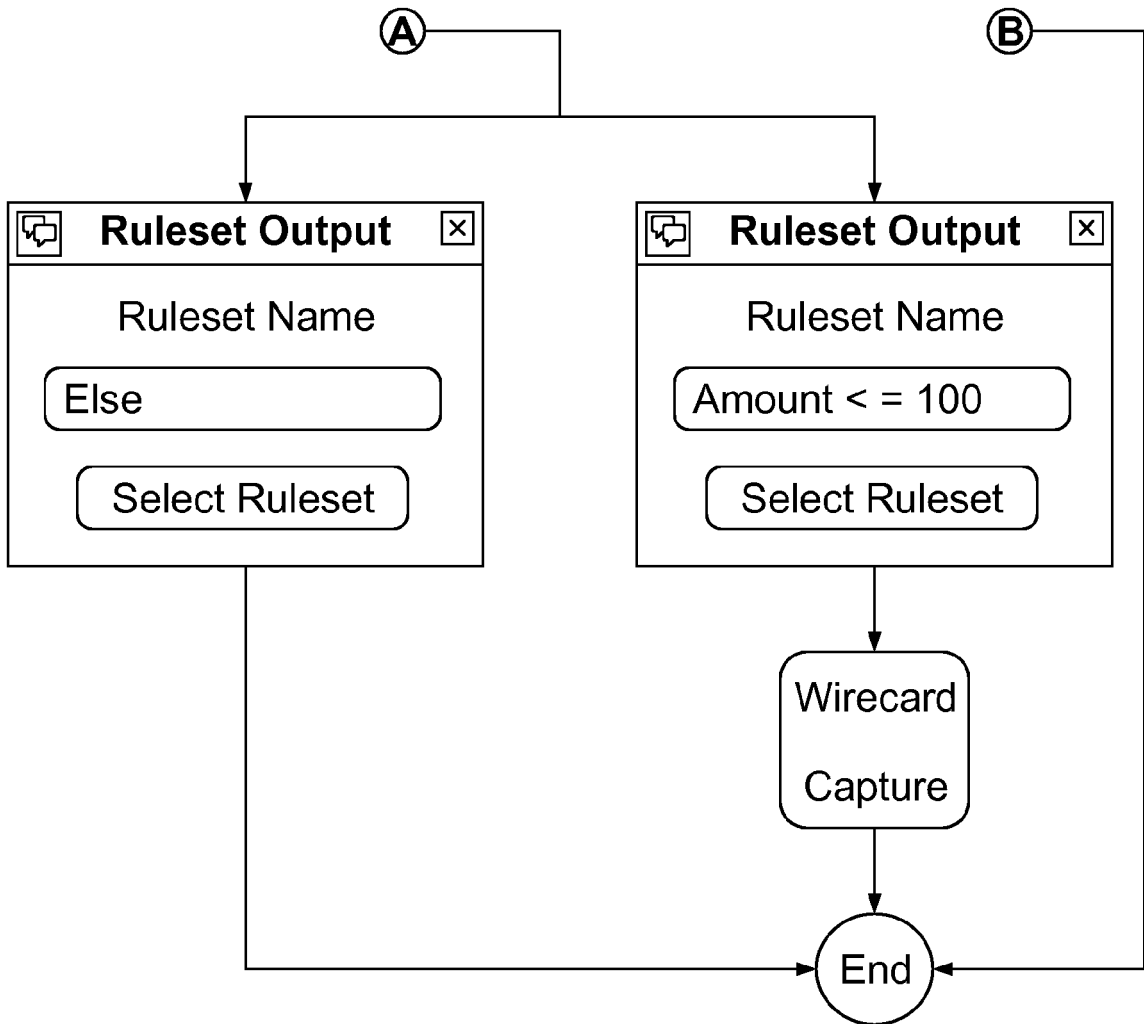 A
B
Ruleset Output
Ruleset Name
Else
Select Ruleset
Ruleset Output
Ruleset Name
Amount < = 100
Select Ruleset
Wirecard
Capture
End